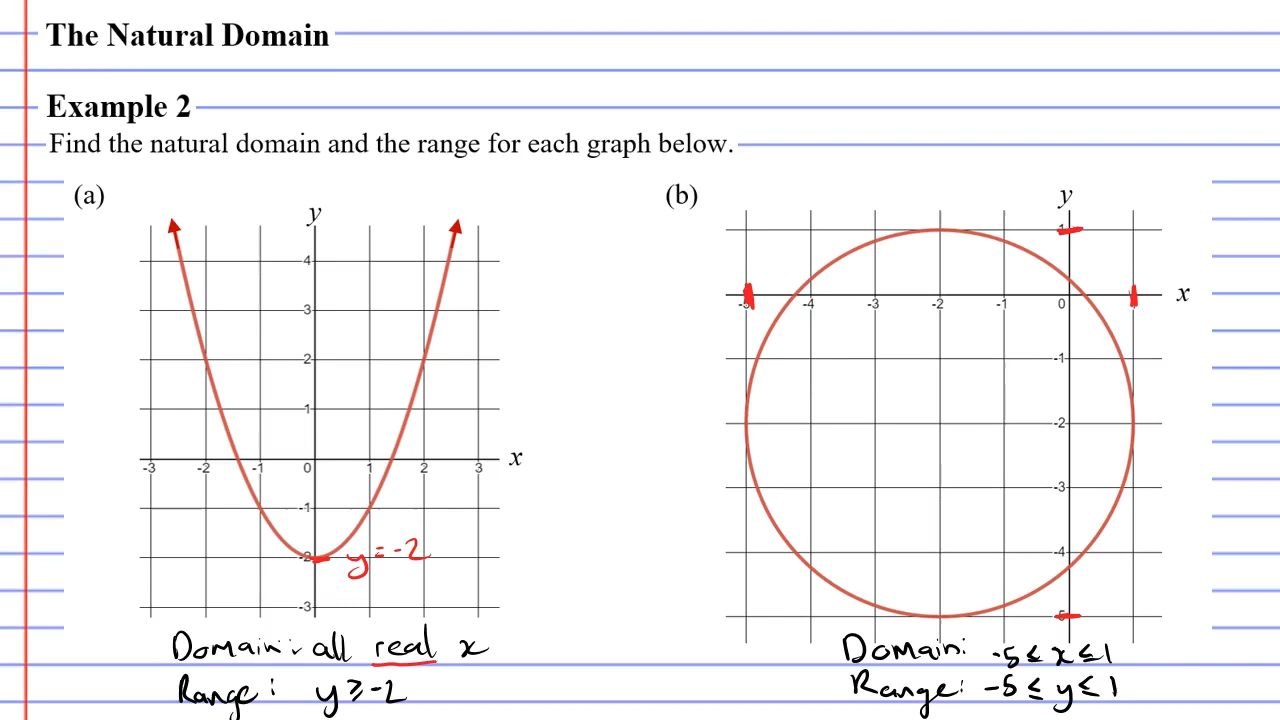 The Natural Domain
Example 2
Find the natural domain and the range for each graph below.
(a)
y
4
3
2
1
-3 -2 -1 0 1 2 3 x
-1
-2 y = -2
-3
Domain: all real x
Range: y ≥ -2
(b)
y
1
-5 -4 -3 -2 -1 0 x
-1
-2
-3
-4
-5
Domain: -5 ≤ x ≤ 1
Range: -5 ≤ y ≤ 1